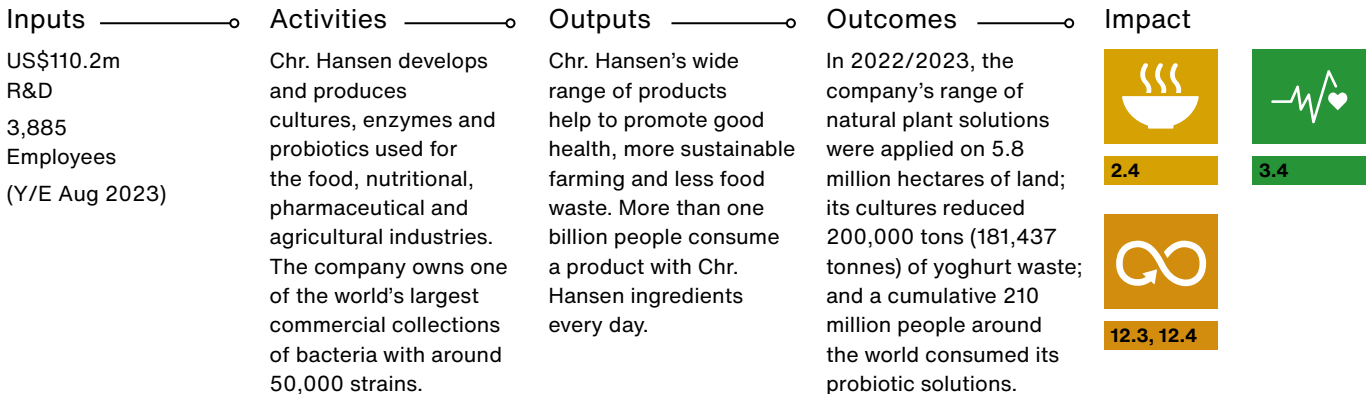 Inputs
US$110.2m
R&D
3,885
Employees
(Y/E Aug 2023)
Activities
Chr. Hansen develops
and produces
cultures, enzymes and
probiotics used for
the food, nutritional,
pharmaceutical and
agricultural industries.
The company owns one
of the world’s largest
commercial collections
of bacteria with around
50,000 strains.
Outputs
Chr. Hansen’s wide
range of products
help to promote good
health, more sustainable
farming and less food
waste. More than one
billion people consume
a product with Chr.
Hansen ingredients
every day.
Outcomes
In 2022/2023, the
company’s range of
natural plant solutions
were applied on 5.8
million hectares of land;
its cultures reduced
200,000 tons (181,437
tonnes) of yoghurt waste;
and a cumulative 210
million people around
the world consumed its
probiotic solutions.
Impact
2.4
3.4
12.3, 12.4